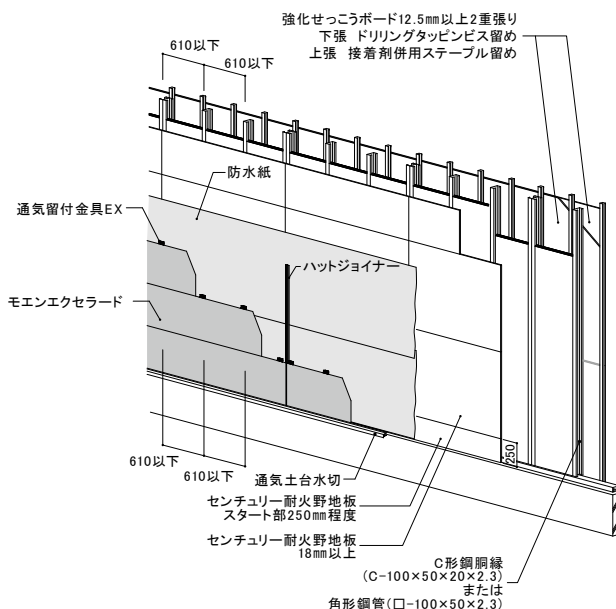 強化せっこうボード12.5mm以上2重張り
下張 ドリリングタッピンビス留め
上張 接着剤併用ステープル留め
610以下
610以下
防水紙
通気留付金具EX
ハットジョイナー
モエンエクセラード
250
610以下
610以下
通気土台水切
センチュリー耐火野地板
スタート部250mm程度
センチュリー耐火野地板
18mm以上
C形鋼胴縁
(C-100×50×20×2.3)
または
角形鋼管(口-100×50×2.3)